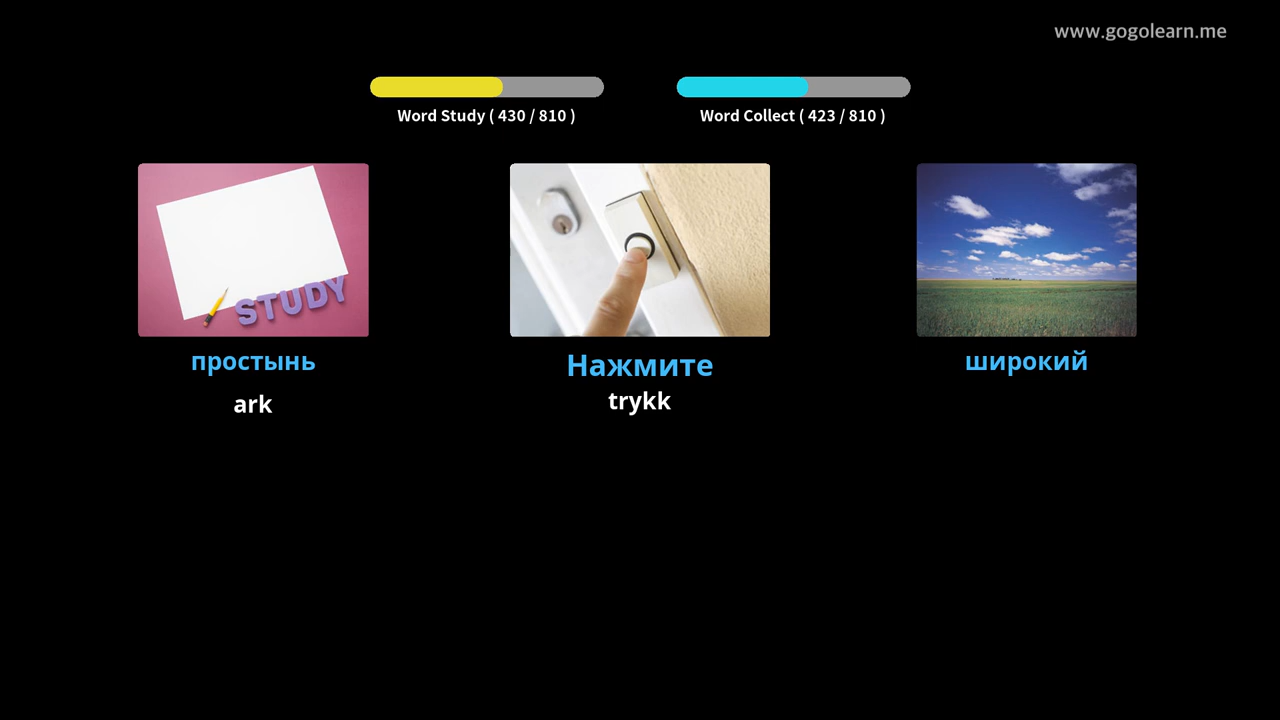 www.gogolearn.me
Word Study ( 430 / 810 )
Word Collect ( 423 / 810 )
STUDY
простынь
Нажмите
широкий
ark
trykk